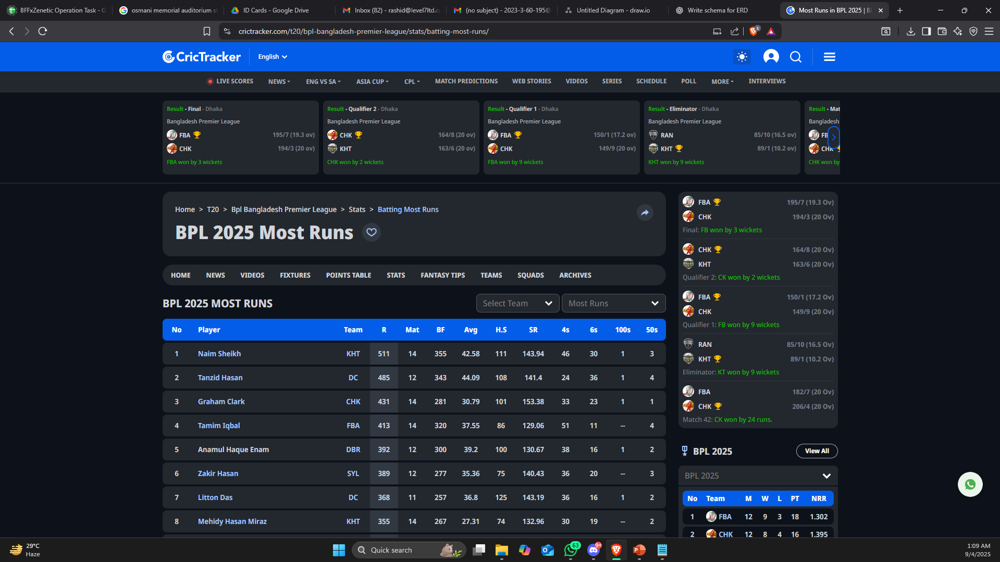 BFFxZenetic Operation Task - G
osmani memorial auditorium st
ID Cards - Google Drive
Inbox (82) - rashid@level7ltd.co
(no subject) - 2023-3-60-195@
Untitled Diagram - draw.io
Write schema for ERD
Most Runs in BPL 2025 | B
crictracker.com/t20/bpl-bangladesh-premier-league/stats/batting-most-runs/
5
CricTracker
English
LIVE SCORES NEWS ENG VS SA ASIA CUP CPL MATCH PREDICTIONS WEB STORIES VIDEOS SERIES SCHEDULE POLL MORE INTERVIEWS
Result - Final - Dhaka
Bangladesh Premier League
FBA 195/7 (19.3 ov)
CHK 194/3 (20 ov)
FBA won by 3 wickets
Result - Qualifier 2 - Dhaka
Bangladesh Premier League
CHK 164/8 (20 ov)
KHT 163/6 (20 ov)
CHK won by 2 wickets
Result - Qualifier 1 - Dhaka
Bangladesh Premier League
FBA 150/1 (17.2 ov)
CHK 149/9 (20 ov)
FBA won by 9 wickets
Result - Eliminator - Dhaka
Bangladesh Premier League
RAN 85/10 (16.5 ov)
KHT 89/1 (10.2 ov)
KHT won by 9 wickets
Result - Mat
Bangladesh
FB
CHK
CHK won by
Home > T20 > Bpl Bangladesh Premier League > Stats > Batting Most Runs
BPL 2025 Most Runs
HOME NEWS VIDEOS FIXTURES POINTS TABLE STATS FANTASY TIPS TEAMS SQUADS ARCHIVES
BPL 2025 MOST RUNS
Select Team
Most Runs
No Player Team R Mat BF Avg H.S SR 4s 6s 100s 50s
1 Naim Sheikh KHT 511 14 355 42.58 111 143.94 46 30 1 3
2 Tanzid Hasan DC 485 12 343 44.09 108 141.4 24 36 1 4
3 Graham Clark CHK 431 14 281 30.79 101 153.38 33 23 1 1
4 Tamim Iqbal FBA 413 14 320 37.55 86 129.06 51 11 -- 4
5 Anamul Haque Enam DBR 392 12 300 39.2 100 130.67 38 16 1 2
6 Zakir Hasan SYL 389 12 277 35.36 75 140.43 36 20 -- 3
7 Litton Das DC 368 11 257 36.8 125 143.19 36 16 1 2
8 Mehidy Hasan Miraz KHT 355 14 267 27.31 74 132.96 30 19 -- 2
FBA 195/7 (19.3 Ov)
CHK 194/3 (20 Ov)
Final: FB won by 3 wickets
CHK 164/8 (20 Ov)
KHT 163/6 (20 Ov)
Qualifier 2: CK won by 2 wickets
FBA 150/1 (17.2 Ov)
CHK 149/9 (20 Ov)
Qualifier 1: FB won by 9 wickets
RAN 85/10 (16.5 Ov)
KHT 89/1 (10.2 Ov)
Eliminator: KT won by 9 wickets
FBA 182/7 (20 Ov)
CHK 206/4 (20 Ov)
Match 42: CK won by 24 runs.
BPL 2025
View All
BPL 2025
No Team M W L PT NRR
1 FBA 12 9 3 18 1.302
2 CHK 12 8 4 16 1.395
29°C
Haze
Quick search
63
9+
1:09 AM
9/4/2025